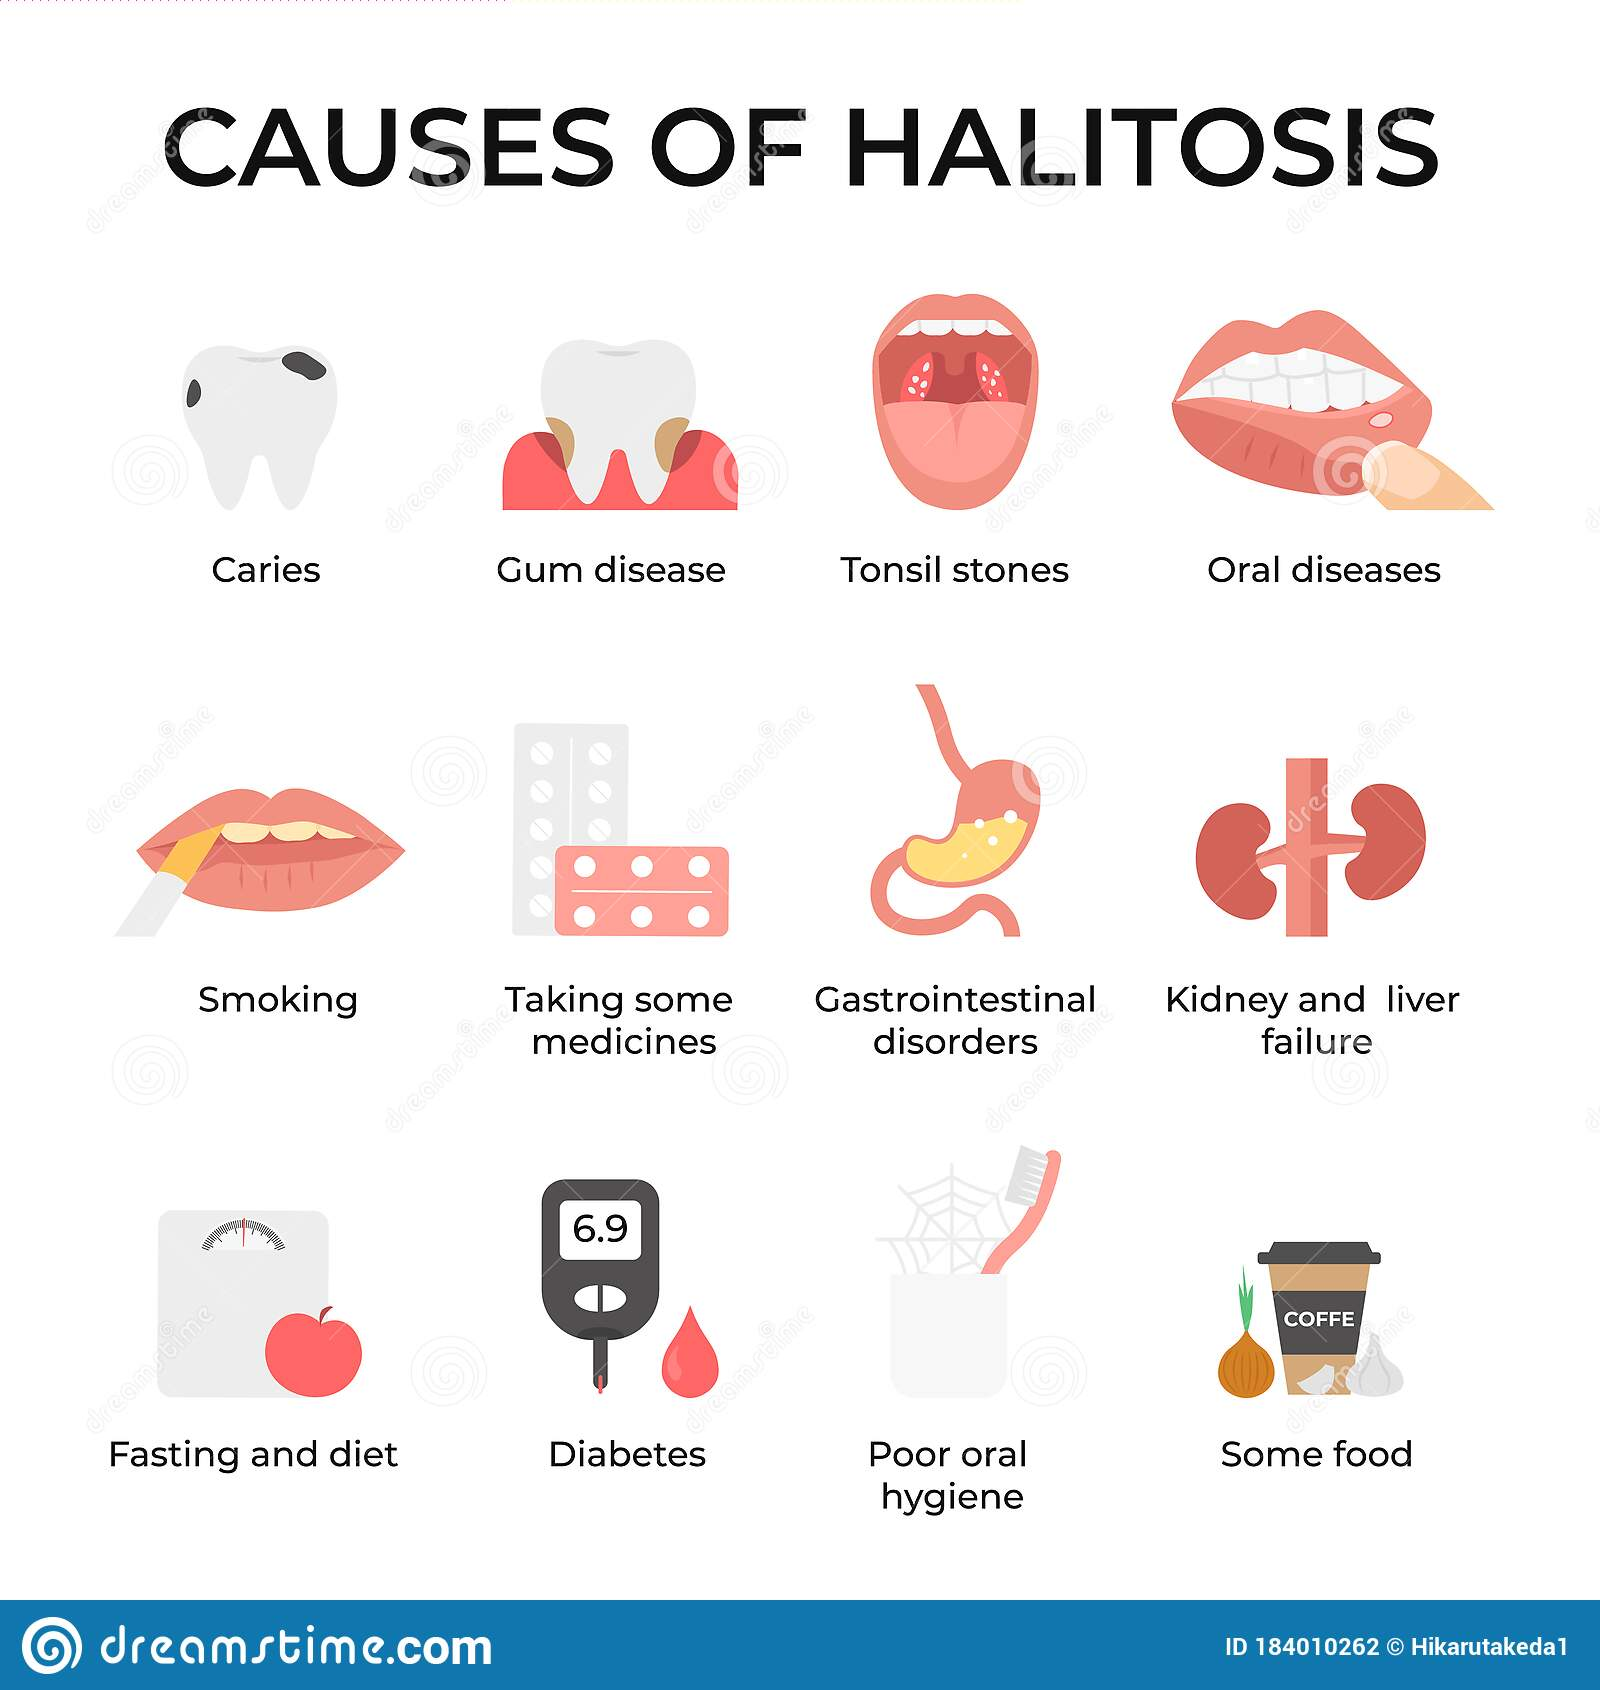 CAUSES OF HALITOSIS
Caries
Gum disease
Tonsil stones
Oral diseases
Smoking
Taking some
medicines
Gastrointestinal
disorders
Kidney and liver
failure
6.9
COFFE
Fasting and diet
Diabetes
Poor oral
hygiene
Some food
dreamstime.com
ID 184010262 © Hikarutakeda1